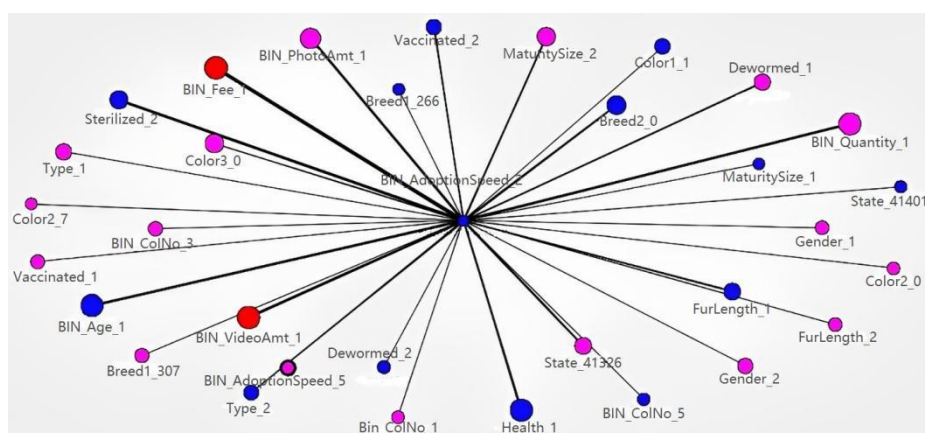 Vaccinated_2
BIN_PhotoAmt_1
MaturitySize_2
Color1_1
Dewormed_1
BIN_Fee_1
Breed1_266
Sterilized_2
Breed2_0
BIN_Quantity_1
Type_1
Color3_0
BIN_AdoptionSpeed_2
MaturitySize_1
State_41401
Color2_7
BIN_ColNo_3
Gender_1
Vaccinated_1
Color2_0
BIN_Age_1
BIN_VideoAmt_1
FurLength_1
FurLength_2
Breed1_307
Dewormed_2
State_41326
BIN_AdoptionSpeed_5
Gender_2
Type_2
Bin_ColNo_1
Health_1
BIN_ColNo_5